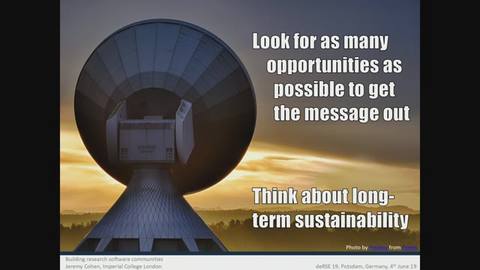 Look for as many
opportunities as
possible to get
the message out
Think about long-
term sustainability
Photo by
from
Building research software communities
Jeremy Cohen, Imperial College London
deRSE 19, Potsdam, Germany, 4th June 19